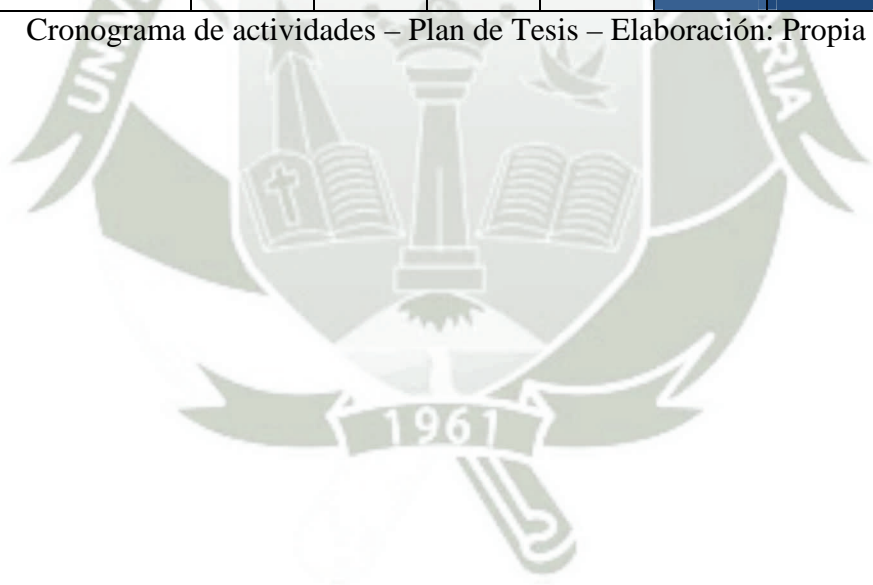 Cronograma de actividades – Plan de Tesis – Elaboración: Propia
1961